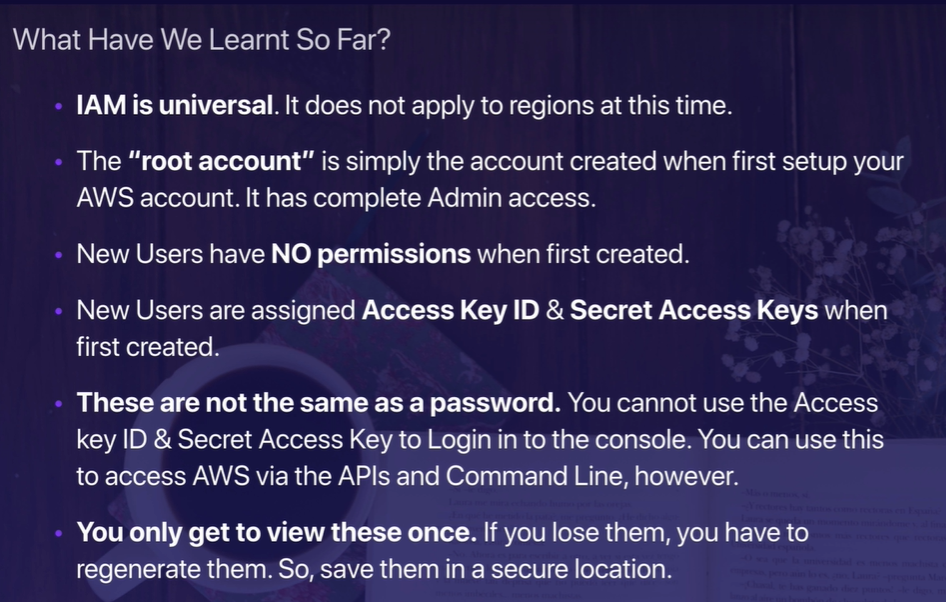 What Have We Learnt So Far?
• IAM is universal. It does not apply to regions at this time.
• The “root account” is simply the account created when first setup your
AWS account. It has complete Admin access.
• New Users have NO permissions when first created.
• New Users are assigned Access Key ID & Secret Access Keys when
first created.
• These are not the same as a password. You cannot use the Access
key ID & Secret Access Key to Login in to the console. You can use this
to access AWS via the APIs and Command Line, however.
• You only get to view these once. If you lose them, you have to
regenerate them. So, save them in a secure location.